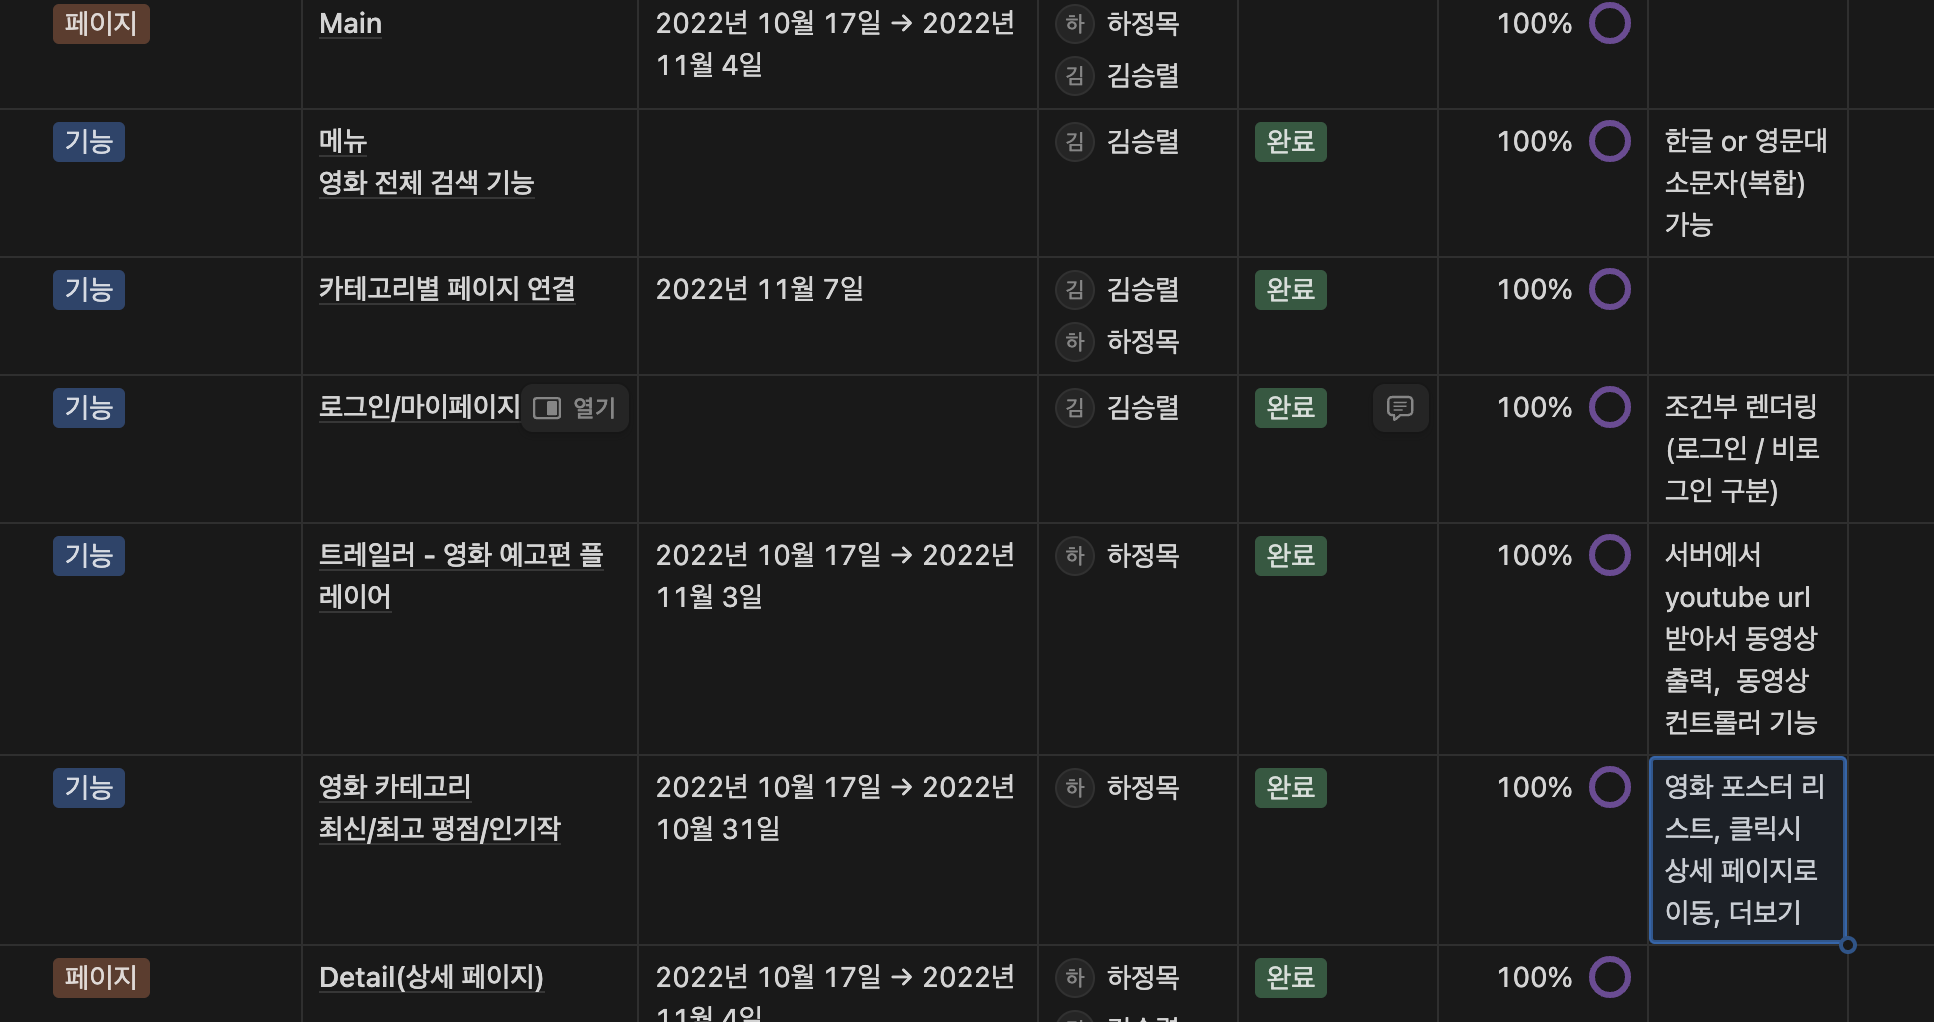 페이지
Main
2022년 10월 17일 → 2022년
11월 4일
하 하정목
김 김승렬
100%
기능
메뉴
영화 전체 검색 기능
김 김승렬
완료
100%
한글 or 영문대
소문자(복합)
가능
기능
카테고리별 페이지 연결
2022년 11월 7일
김 김승렬
하 하정목
완료
100%
기능
로그인/마이페이지
열기
김 김승렬
완료
100%
조건부 렌더링
(로그인 / 비로
그인 구분)
기능
트레일러 - 영화 예고편 플
레이어
2022년 10월 17일 → 2022년
11월 3일
하 하정목
완료
100%
서버에서
youtube url
받아서 동영상
출력, 동영상
컨트롤러 기능
기능
영화 카테고리
최신/최고 평점/인기작
2022년 10월 17일 → 2022년
10월 31일
하 하정목
완료
100%
영화 포스터 리
스트, 클릭시
상세 페이지로
이동, 더보기
페이지
Detail(상세 페이지)
2022년 10월 17일 → 2022년
11월 4일
하 하정목
김 김승렬
완료
100%